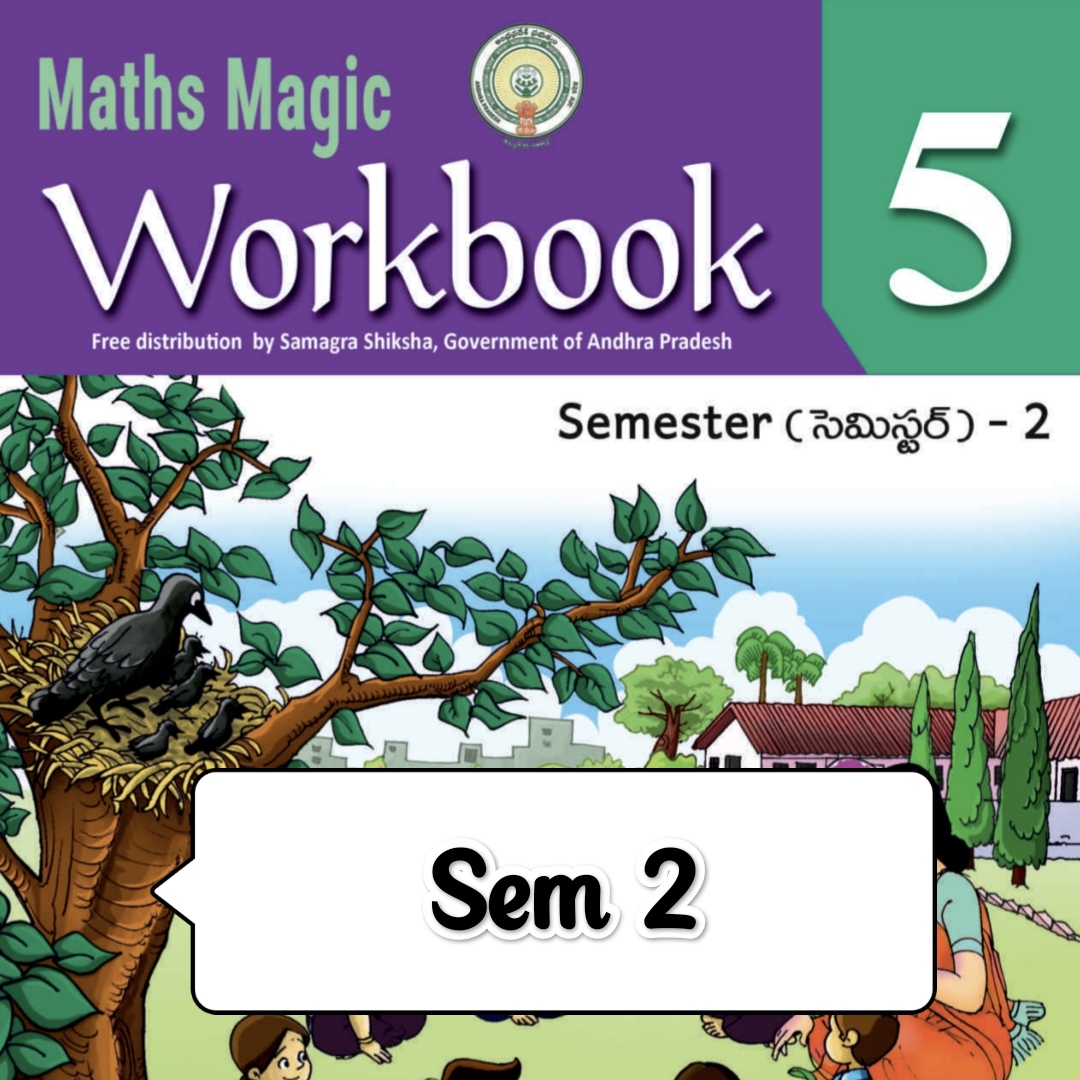 Maths Magic
Workbook
5
Free distribution by Samagra Shiksha, Government of Andhra Pradesh
Semester (సెమిస్టర్) - 2
Sem 2